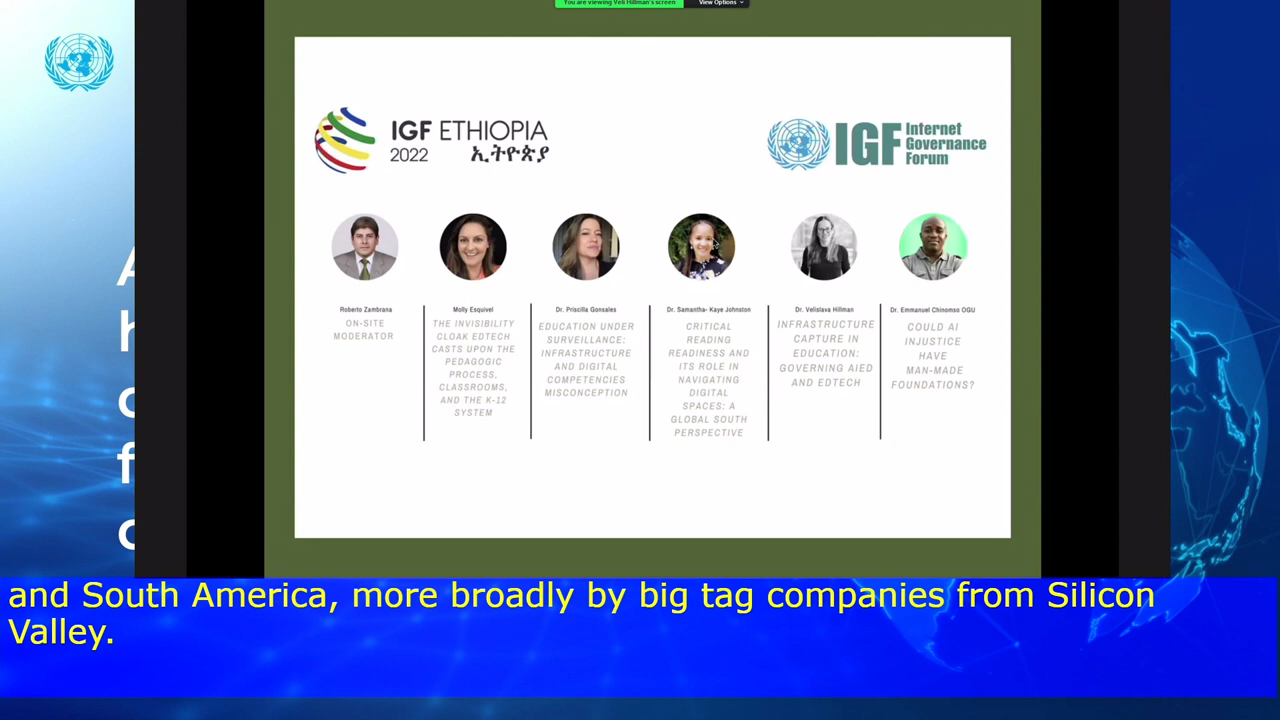 You are viewing Veli Hillman's screen
View Options
IGF ETHIOPIA
2022 ኢትዮጵያ
IGF
Internet
Governance
Forum
Roberto Zambrana
ON-SITE
MODERATOR
Molly Esquivel
THE INVISIBILITY
CLOAK EDTECH
CASTS UPON THE
PEDAGOGIC
PROCESS,
CLASSROOMS,
AND THE K-12
SYSTEM
Dr. Priscilla Gonsales
EDUCATION UNDER
SURVEILLANCE:
INFRASTRUCTURE
AND DIGITAL
COMPETENCIES
MISCONCEPTION
Dr. Samantha- Kaye Johnston
CRITICAL
READING
READINESS AND
ITS ROLE IN
NAVIGATING
DIGITAL
SPACES: A
GLOBAL SOUTH
PERSPECTIVE
Dr. Velislava Hillman
INFRASTRUCTURE
CAPTURE IN
EDUCATION:
GOVERNING AIED
AND EDTECH
Dr. Emmanuel Chinomso OGU
COULD AI
INJUSTICE
HAVE
MAN-MADE
FOUNDATIONS?
and South America, more broadly by big tag companies from Silicon
Valley.